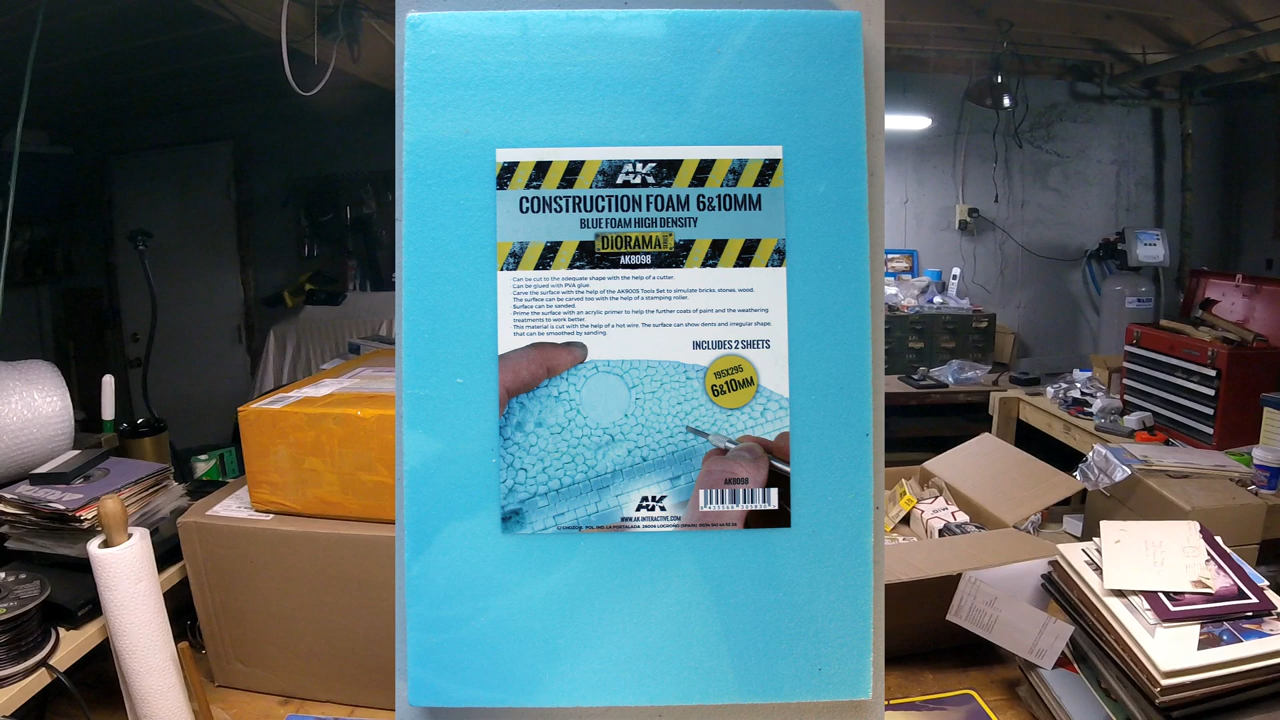 AK
CONSTRUCTION FOAM 6&10MM
BLUE FOAM HIGH DENSITY
DIORAMA SERIES
AK8098
· Can be cut to the adequate shape with the help of a cutter.
· Can be glued with PVA glue.
· Carve the surface with the help of the AK9005 Tools Set to simulate bricks, stones, wood.
· The surface can be carved too with the help of a stamping roller.
· Surface can be sanded.
· Prime the surface with an acrylic primer to help the further coats of paint and the weathering
treatments to work better.
· This material is cut with the help of a hot wire. The surface can show dents and irregular shape,
that can be smoothed by sanding.
INCLUDES 2 SHEETS
195X295
6&10MM
AK8098
AK
WWW.AK-INTERACTIVE.COM